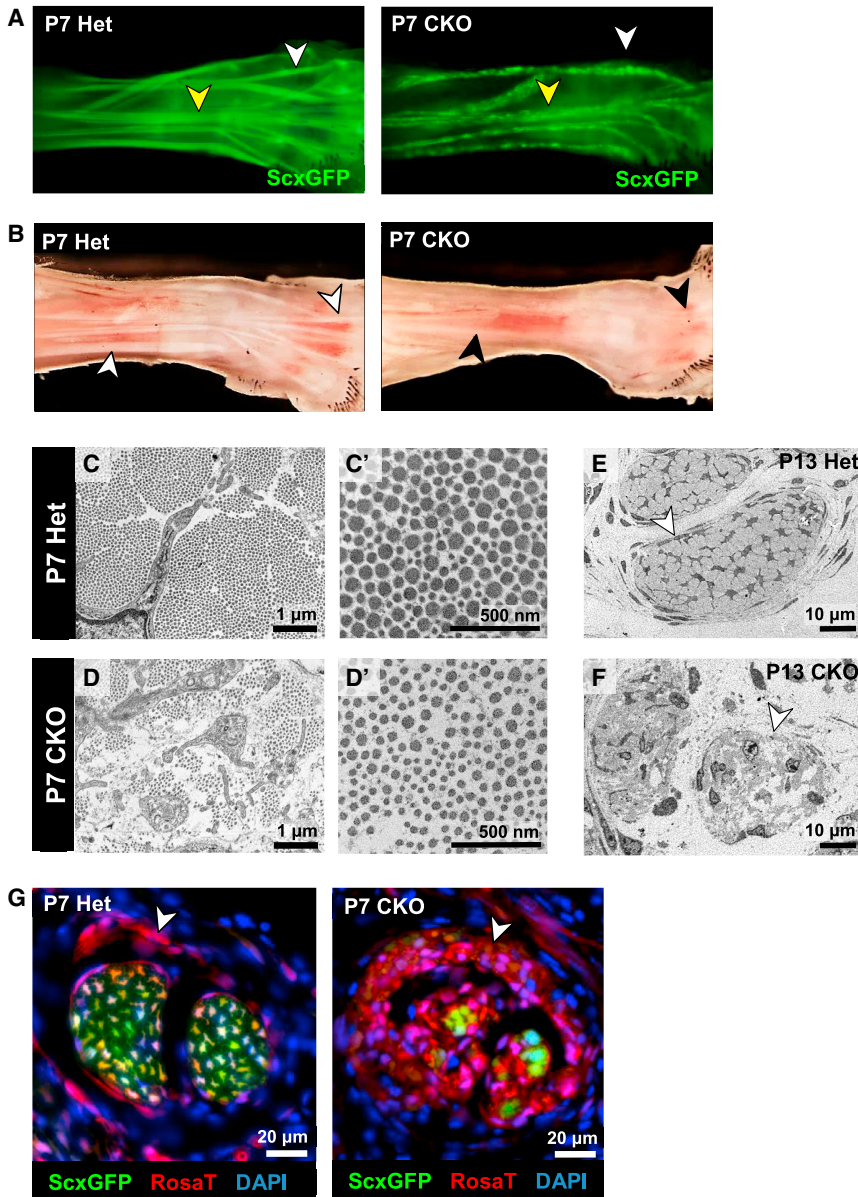 A
P7 Het
ScxGFP
P7 CKO
ScxGFP
B
P7 Het
P7 CKO
P7 Het
C
1 µm
C'
500 nm
E
P13 Het
10 µm
P7 CKO
D
1 µm
D'
500 nm
F
P13 CKO
10 µm
G
P7 Het
20 µm
P7 CKO
20 µm
ScxGFP RosaT DAPI
ScxGFP RosaT DAPI